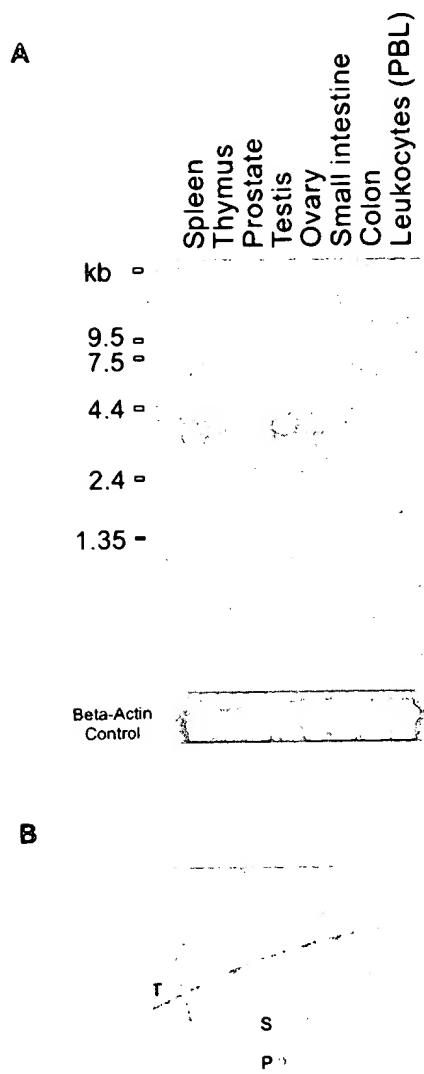 A
Spleen
Thymus
Prostate
Testis
Ovary
Small intestine
Colon
Leukocytes (PBL)
kb
9.5
7.5
4.4
2.4
1.35
Beta-Actin
Control
B
T
S
P